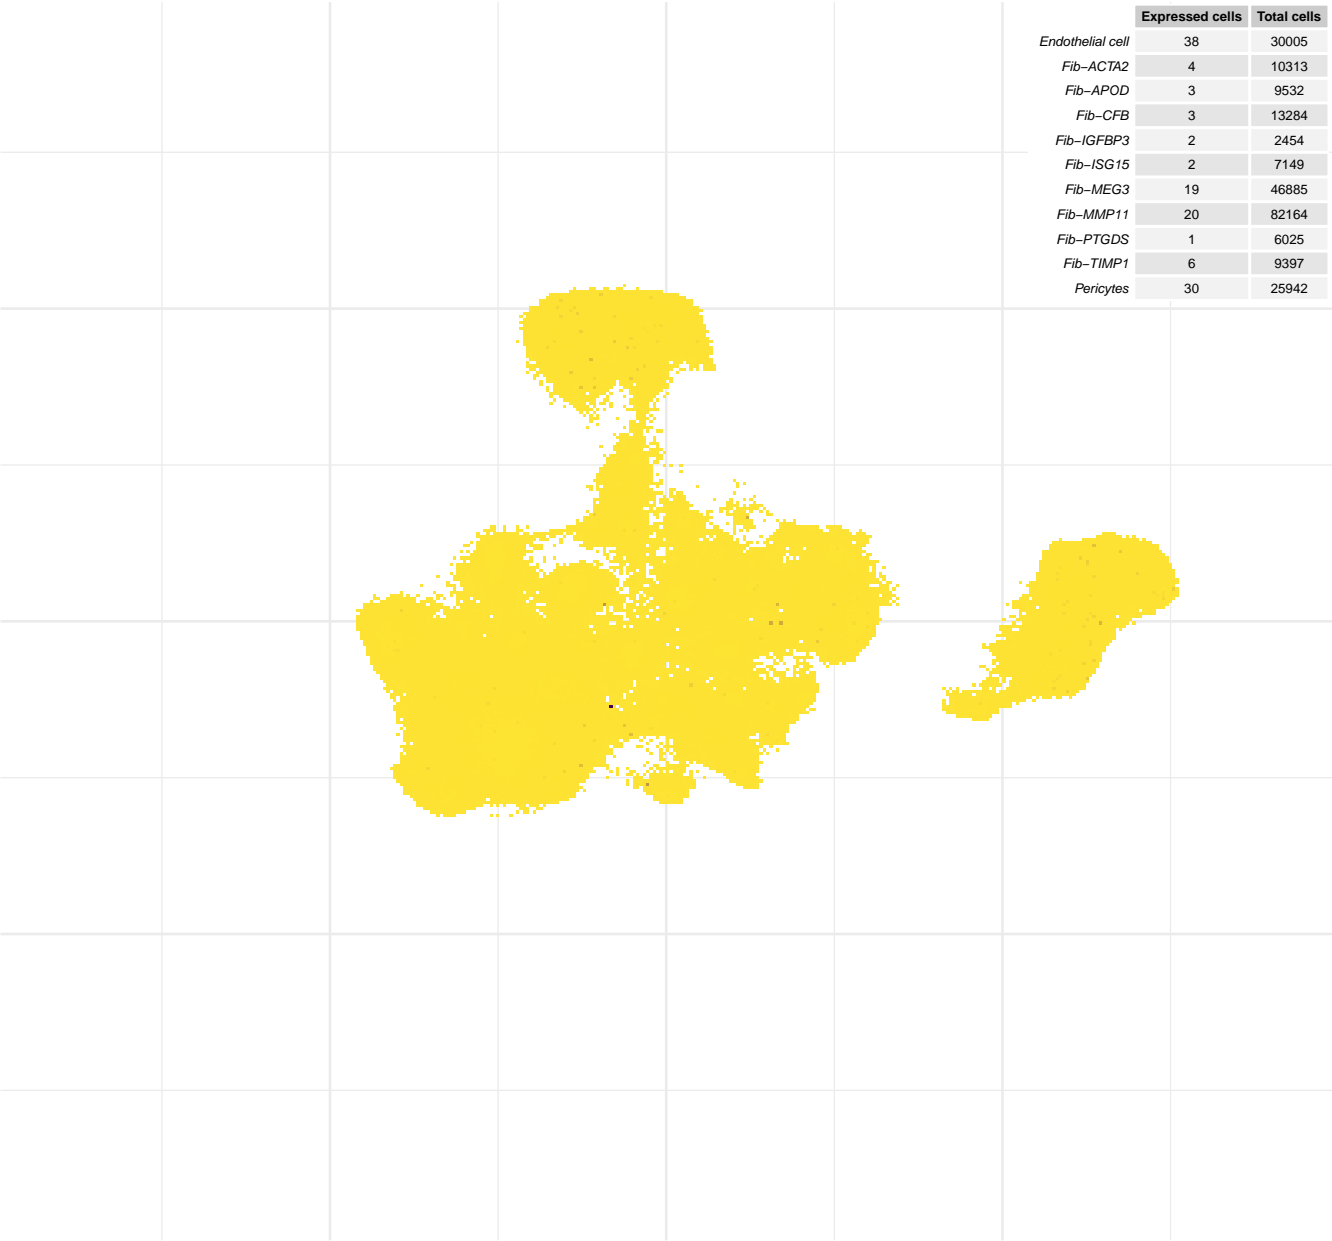 Expressed cells Total cells
Endothelial cell 38 30005
Fib−ACTA2 4 10313
Fib−APOD 3 9532
Fib−CFB 3 13284
Fib−IGFBP3 2 2454
Fib−ISG15 2 7149
Fib−MEG3 19 46885
Fib−MMP11 20 82164
Fib−PTGDS 1 6025
Fib−TIMP1 6 9397
Pericytes 30 25942